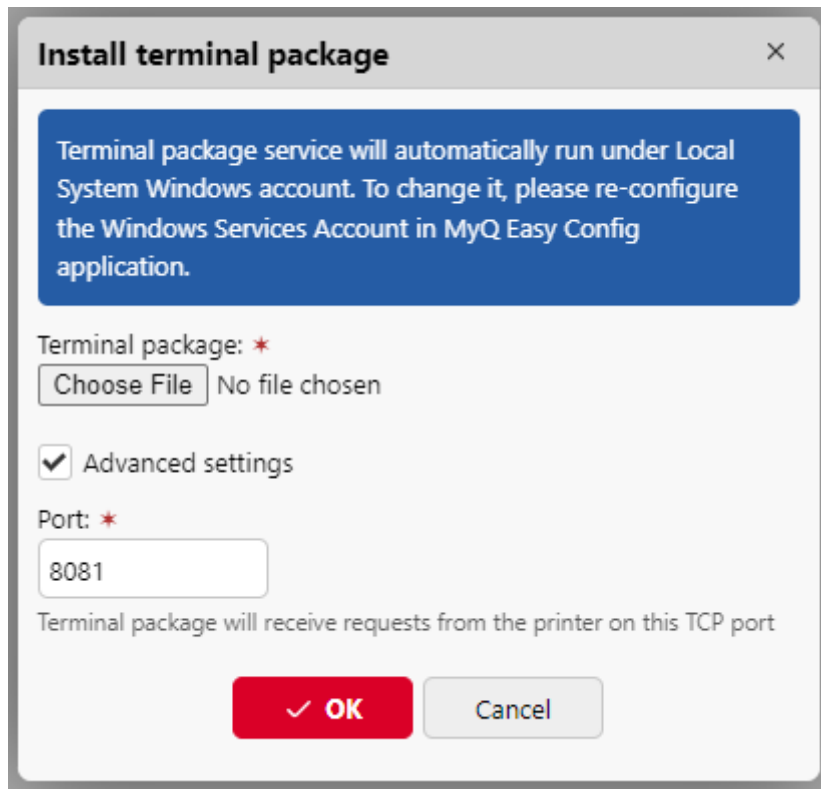 Install terminal package
Terminal package service will automatically run under Local
System Windows account. To change it, please re-configure
the Windows Services Account in MyQ Easy Config
application.
Terminal package: ✶
Choose File No file chosen
Advanced settings
Port: ✶
8081
Terminal package will receive requests from the printer on this TCP port
OK Cancel